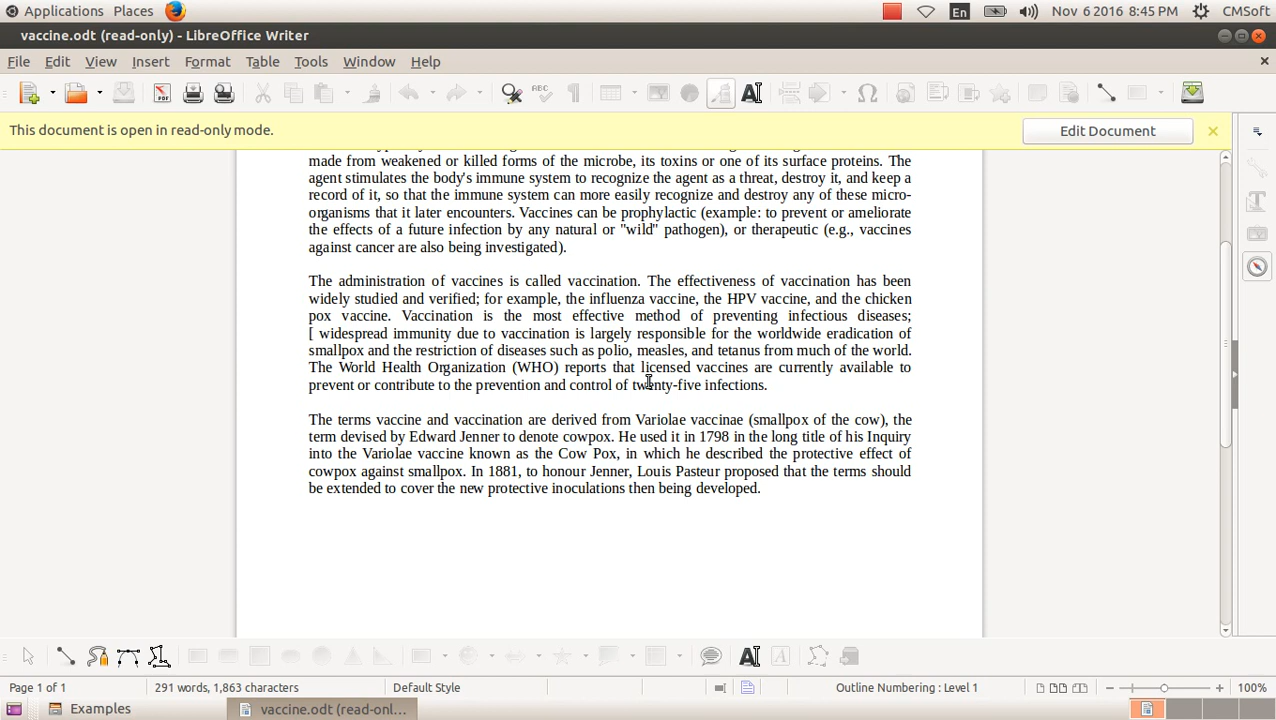 Applications Places En Nov 6 2016 8:45 PM CMSoft
vaccine.odt (read-only) - LibreOffice Writer
File Edit View Insert Format Table Tools Window Help
This document is open in read-only mode. Edit Document
made from weakened or killed forms of the microbe, its toxins or one of its surface proteins. The
agent stimulates the body's immune system to recognize the agent as a threat, destroy it, and keep a
record of it, so that the immune system can more easily recognize and destroy any of these micro-
organisms that it later encounters. Vaccines can be prophylactic (example: to prevent or ameliorate
the effects of a future infection by any natural or "wild" pathogen), or therapeutic (e.g., vaccines
against cancer are also being investigated).
The administration of vaccines is called vaccination. The effectiveness of vaccination has been
widely studied and verified; for example, the influenza vaccine, the HPV vaccine, and the chicken
pox vaccine. Vaccination is the most effective method of preventing infectious diseases;
[ widespread immunity due to vaccination is largely responsible for the worldwide eradication of
smallpox and the restriction of diseases such as polio, measles, and tetanus from much of the world.
The World Health Organization (WHO) reports that licensed vaccines are currently available to
prevent or contribute to the prevention and control of twenty-five infections.
The terms vaccine and vaccination are derived from Variolae vaccinae (smallpox of the cow), the
term devised by Edward Jenner to denote cowpox. He used it in 1798 in the long title of his Inquiry
into the Variolae vaccine known as the Cow Pox, in which he described the protective effect of
cowpox against smallpox. In 1881, to honour Jenner, Louis Pasteur proposed that the terms should
be extended to cover the new protective inoculations then being developed.
Page 1 of 1 291 words, 1,863 characters Default Style Outline Numbering : Level 1 100%
Examples vaccine.odt (read-onl...